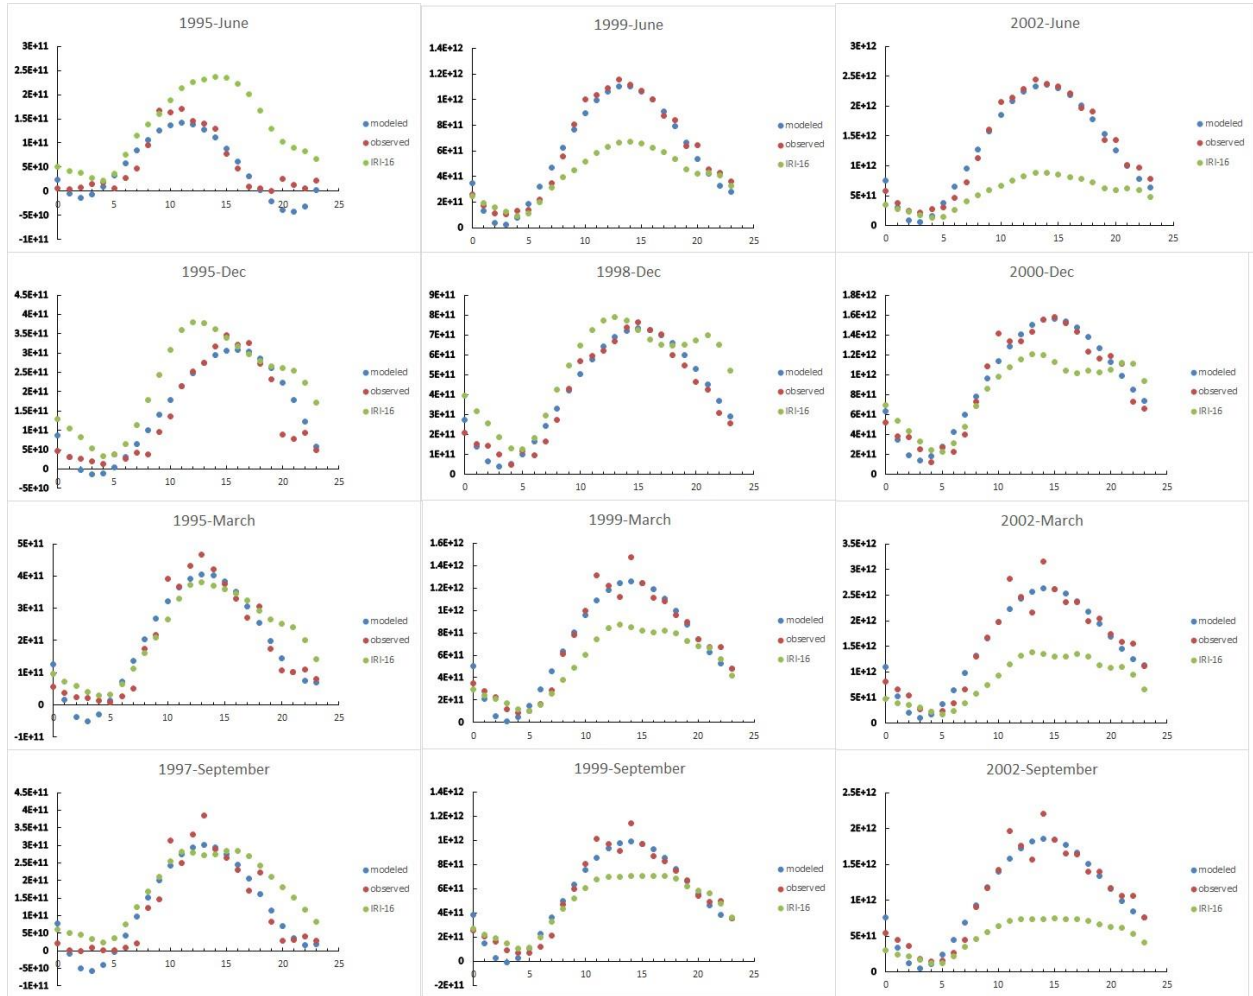 1995-June
3E+11
2.5E+11
2E+11
1.5E+11
1E+11
5E+10
0
-5E+10
-1E+11
0 5 10 15 20 25
modeled
observed
IRI-16
1999-June
1.4E+12
1.2E+12
1E+12
8E+11
6E+11
4E+11
2E+11
0
0 5 10 15 20 25
modeled
observed
IRI-16
2002-June
3E+12
2.5E+12
2E+12
1.5E+12
1E+12
5E+11
0
0 5 10 15 20 25
modeled
observed
IRI-16
1995-Dec
4.5E+11
4E+11
3.5E+11
3E+11
2.5E+11
2E+11
1.5E+11
1E+11
5E+10
0
-5E+10
0 5 10 15 20 25
modeled
observed
IRI-16
1998-Dec
9E+11
8E+11
7E+11
6E+11
5E+11
4E+11
3E+11
2E+11
1E+11
0
0 5 10 15 20 25
modeled
observed
IRI-16
2000-Dec
1.8E+12
1.6E+12
1.4E+12
1.2E+12
1E+12
8E+11
6E+11
4E+11
2E+11
0
0 5 10 15 20 25
modeled
observed
IRI-16
1995-March
5E+11
4E+11
3E+11
2E+11
1E+11
0
-1E+11
0 5 10 15 20 25
modeled
observed
IRI-16
1999-March
1.6E+12
1.4E+12
1.2E+12
1E+12
8E+11
6E+11
4E+11
2E+11
0
0 5 10 15 20 25
modeled
observed
IRI-16
2002-March
3.5E+12
3E+12
2.5E+12
2E+12
1.5E+12
1E+12
5E+11
0
0 5 10 15 20 25
modeled
observed
IRI-16
1997-September
4.5E+11
4E+11
3.5E+11
3E+11
2.5E+11
2E+11
1.5E+11
1E+11
5E+10
0
-5E+10
-1E+11
0 5 10 15 20 25
modeled
observed
IRI-16
1999-September
1.4E+12
1.2E+12
1E+12
8E+11
6E+11
4E+11
2E+11
0
-2E+11
0 5 10 15 20 25
modeled
observed
IRI-16
2002-September
2.5E+12
2E+12
1.5E+12
1E+12
5E+11
0
0 5 10 15 20 25
modeled
observed
IRI-16